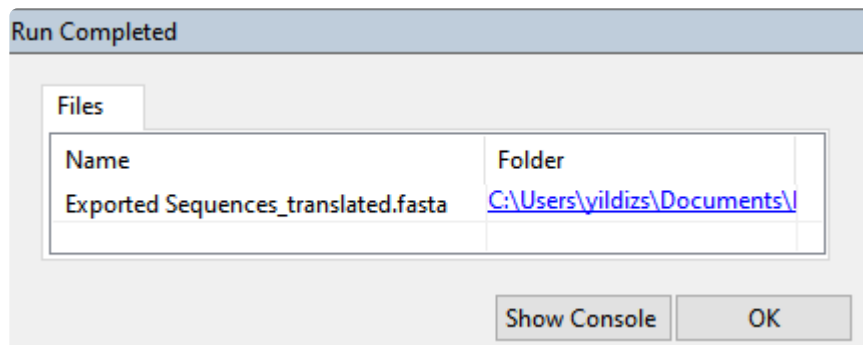 Run Completed
Files
Name Folder
Exported Sequences_translated.fasta C:\Users\yildizs\Documents\
Show Console OK